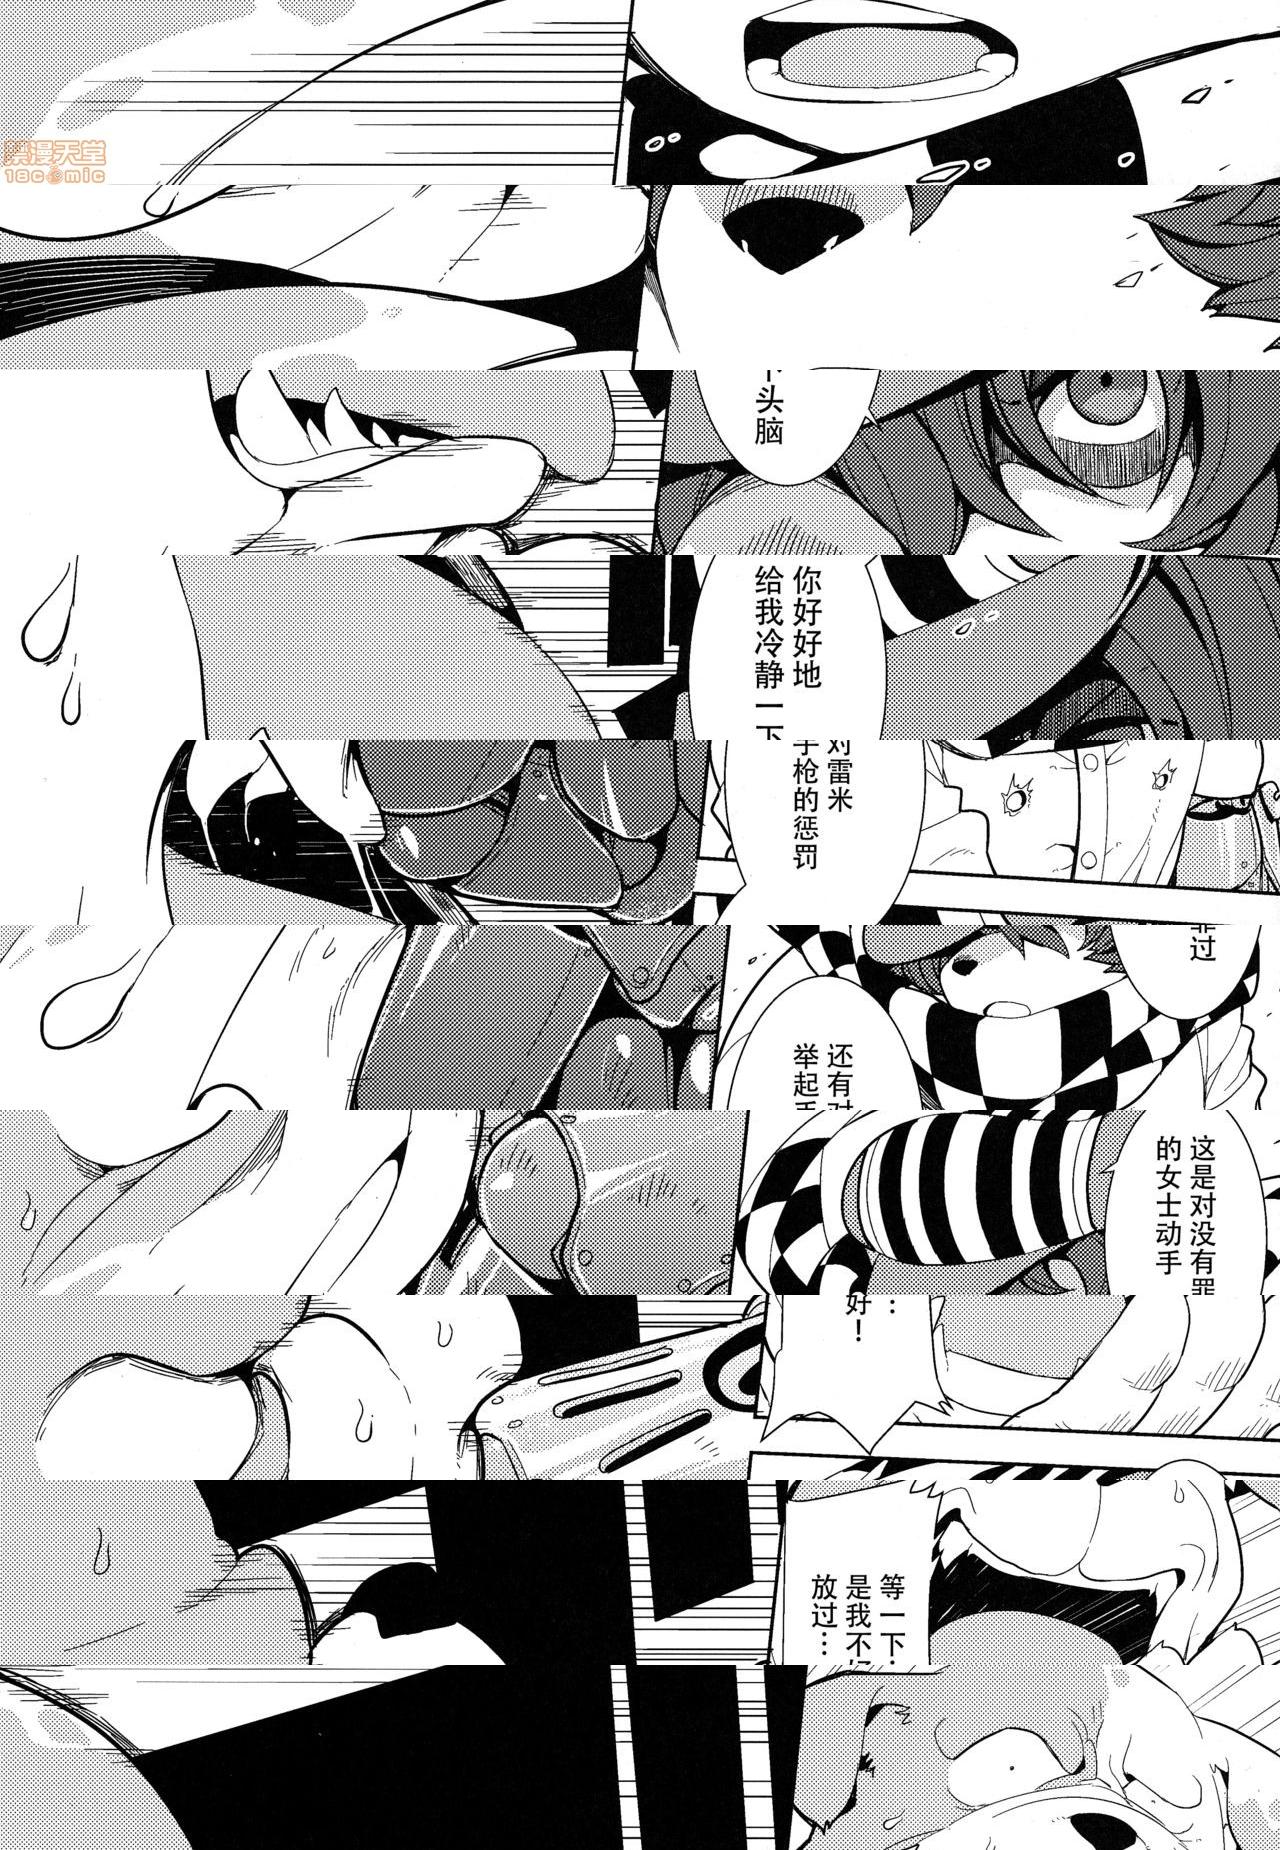 禁漫天堂
18comic
头脑
你好好地
给我冷静一下
对雷米
手枪的惩罚
过
还有对
举起手
这是对没有罪
的女士动手
好！
等一下…
是我不好
放过…